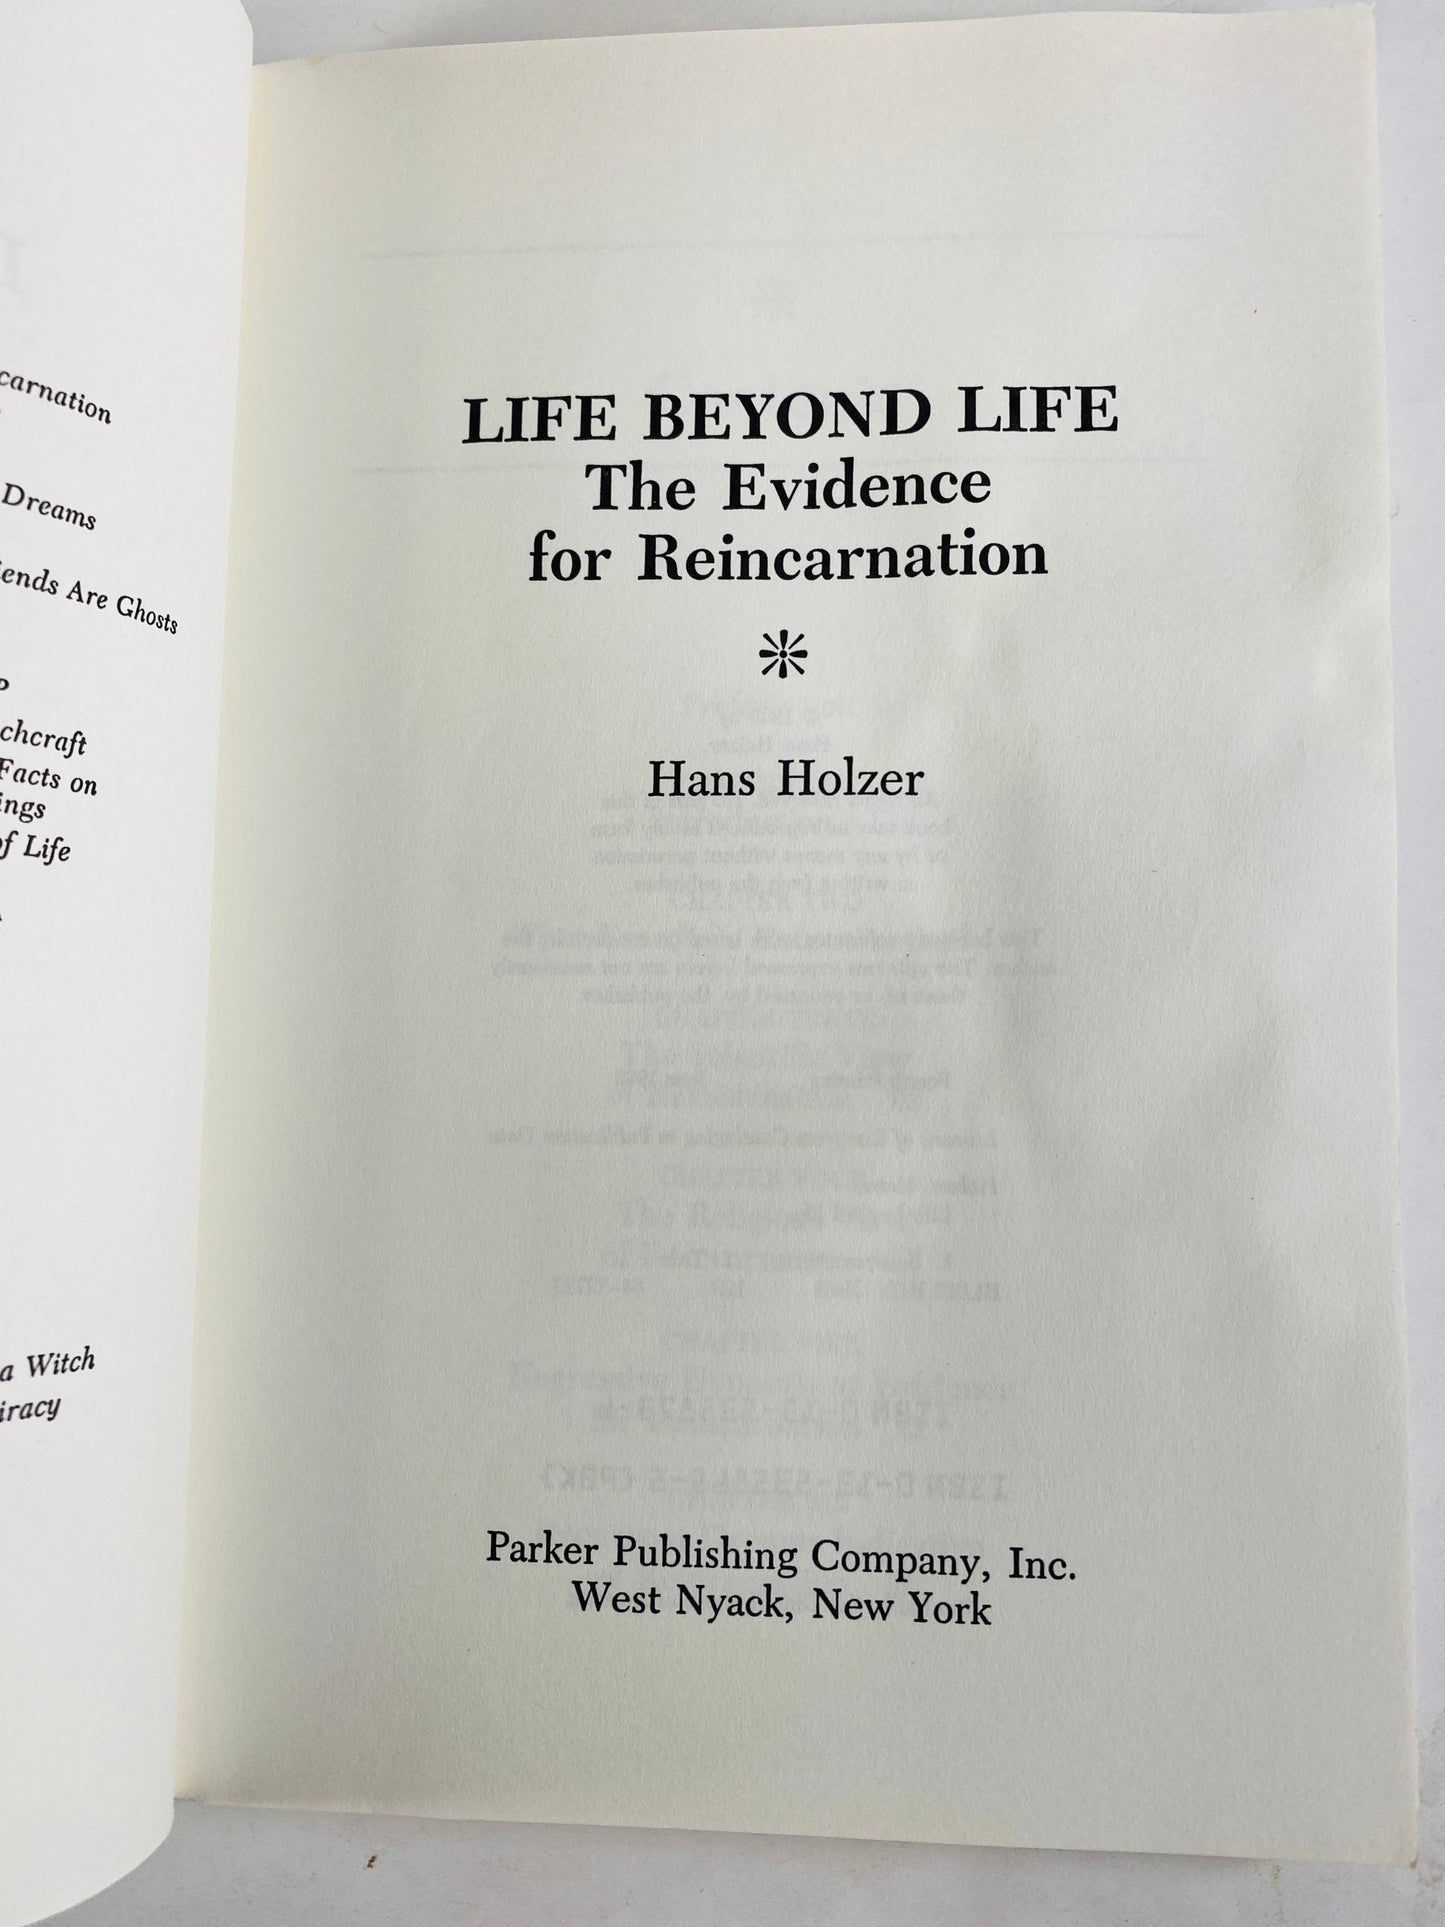 carnation
Dreams
iends Are Ghosts
P
chcraft
Facts on
ings
of Life
a Witch
iracy
LIFE BEYOND LIFE
The Evidence
for Reincarnation
Hans Holzer
Parker Publishing Company, Inc.
West Nyack, New York